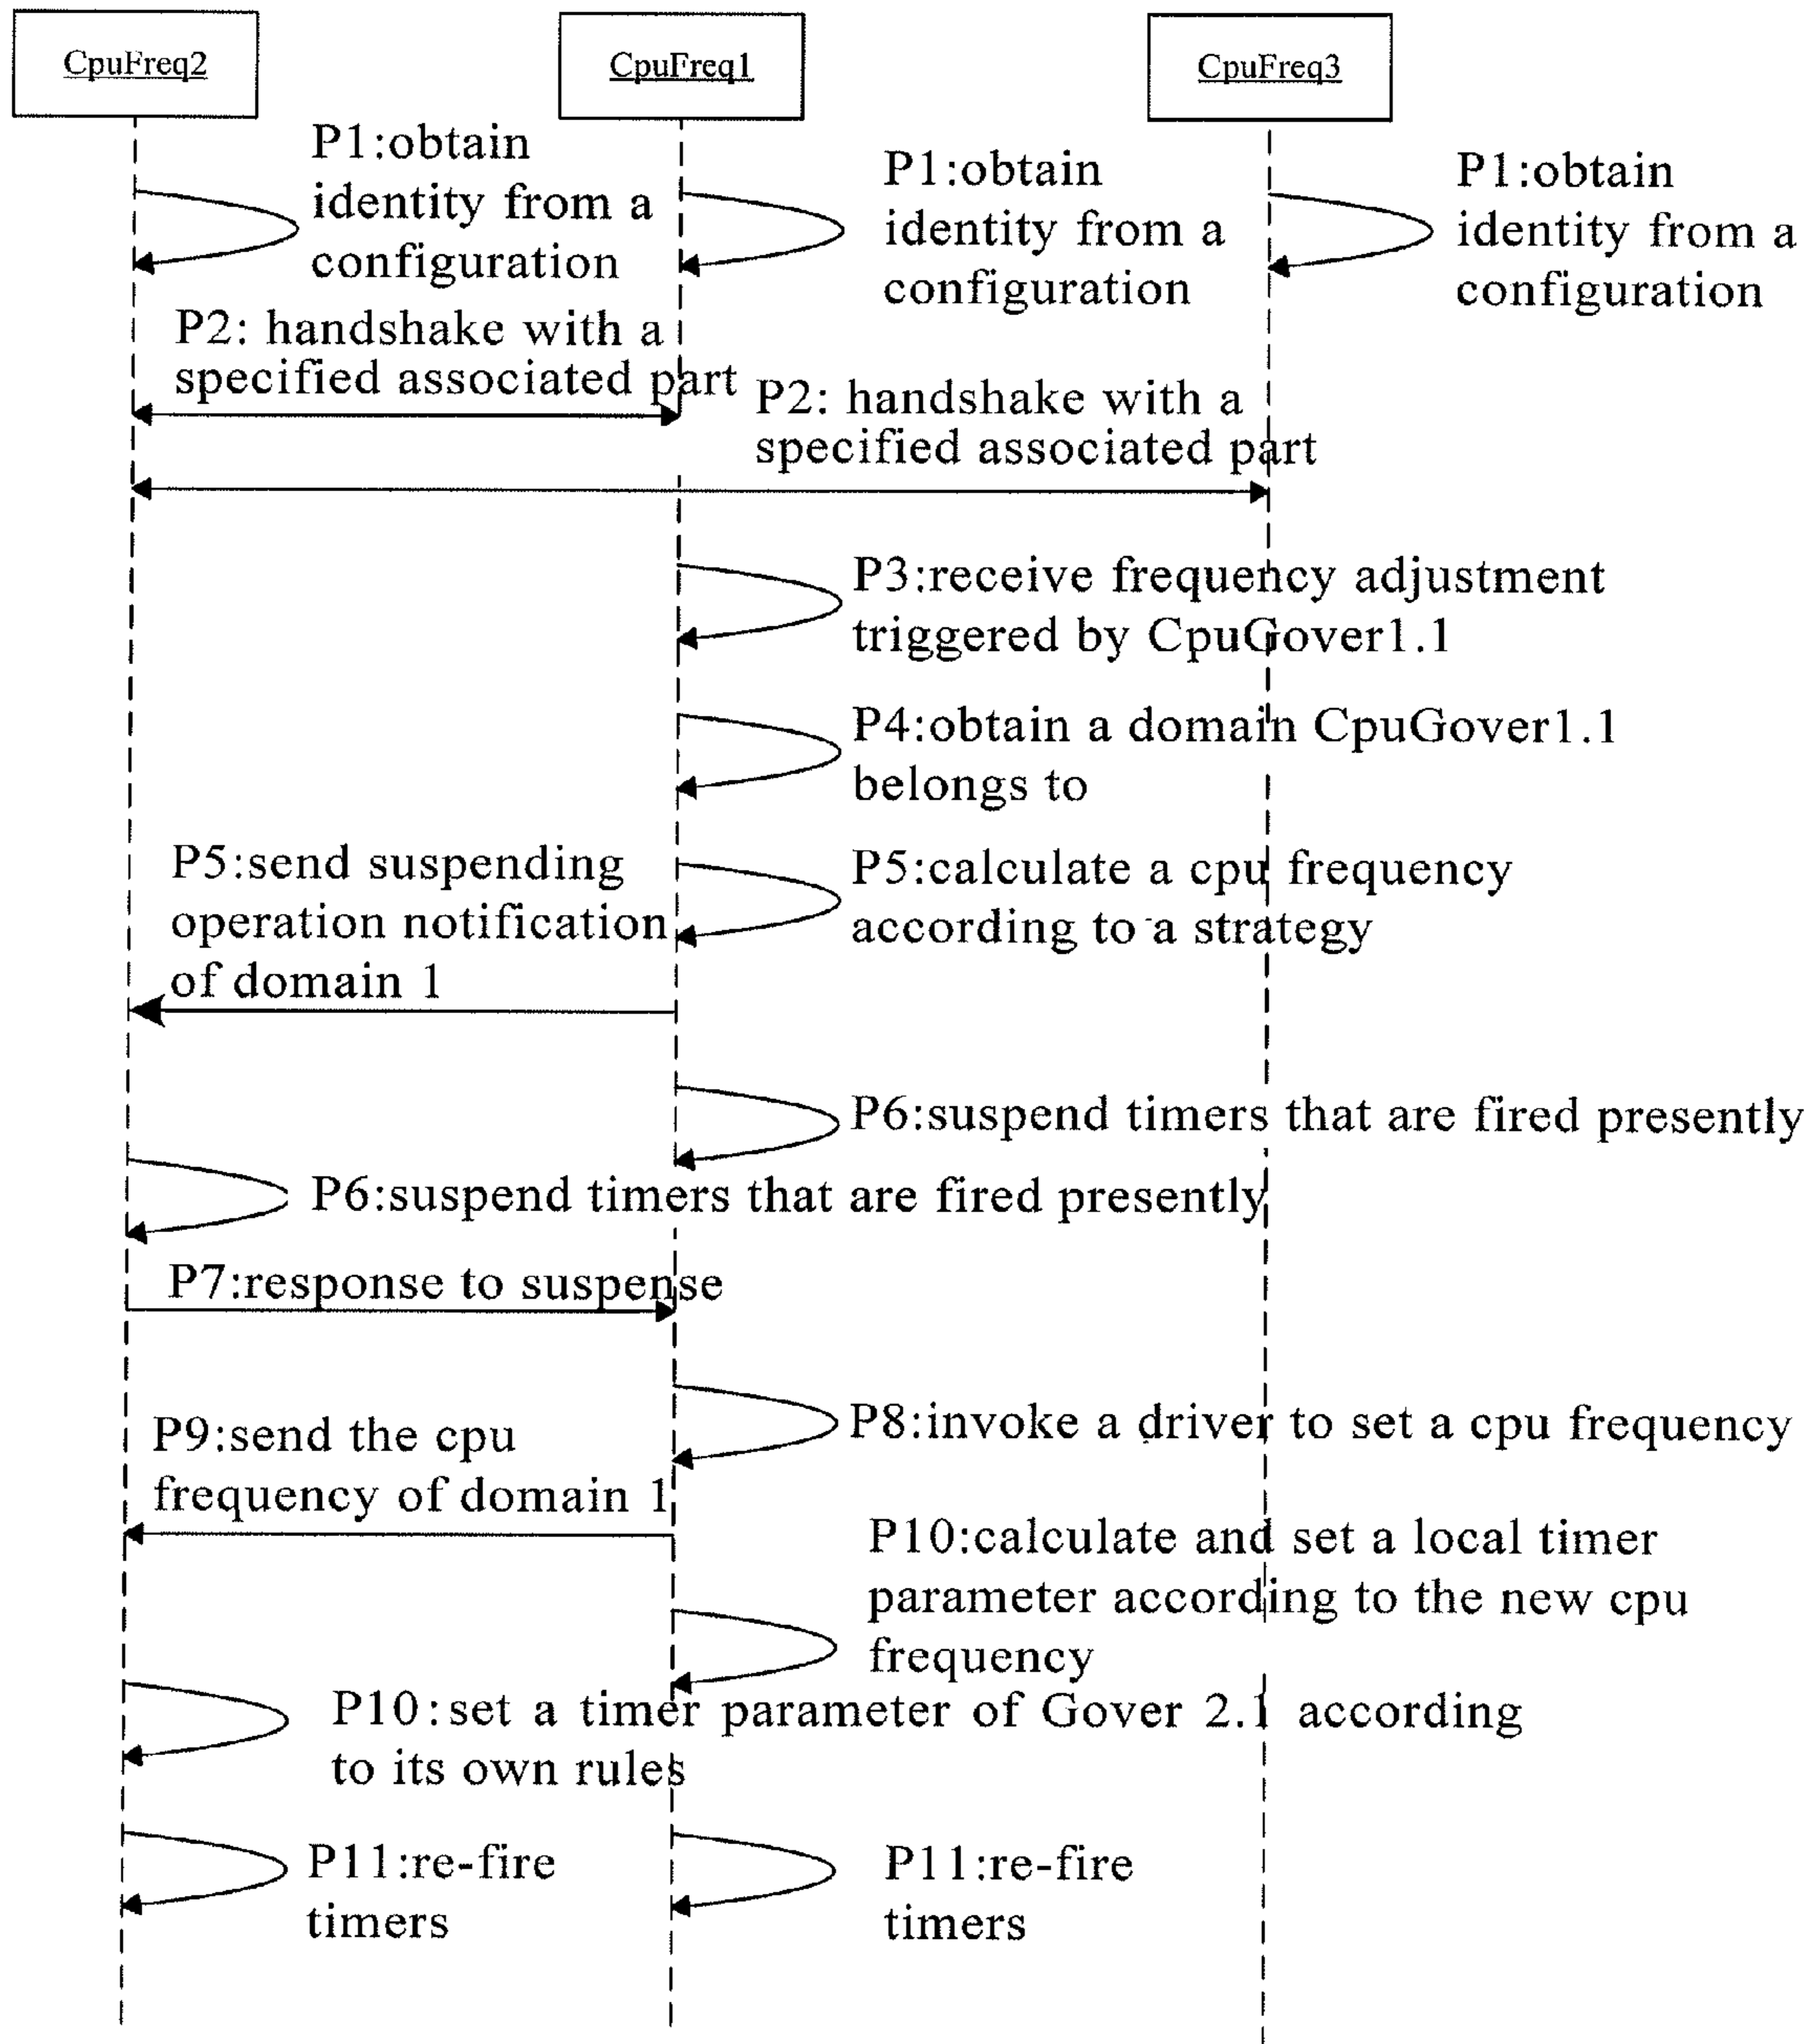 CpuFreq2
CpuFreq1
CpuFreq3
P1:obtain
identity from a
configuration
P1:obtain
identity from a
configuration
P1:obtain
identity from a
configuration
P2: handshake with a
specified associated part
P2: handshake with a
specified associated part
P3:receive frequency adjustment
triggered by CpuGover1.1
P4:obtain a domain CpuGover1.1
belongs to
P5:send suspending
operation notification
of domain 1
P5:calculate a cpu frequency
according to a strategy
P6:suspend timers that are fired presently
P6:suspend timers that are fired presently
P7:response to suspense
P8:invoke a driver to set a cpu frequency
P9:send the cpu
frequency of domain 1
P10:calculate and set a local timer
parameter according to the new cpu
frequency
P10:set a timer parameter of Gover 2.1 according
to its own rules
P11:re-fire
timers
P11:re-fire
timers